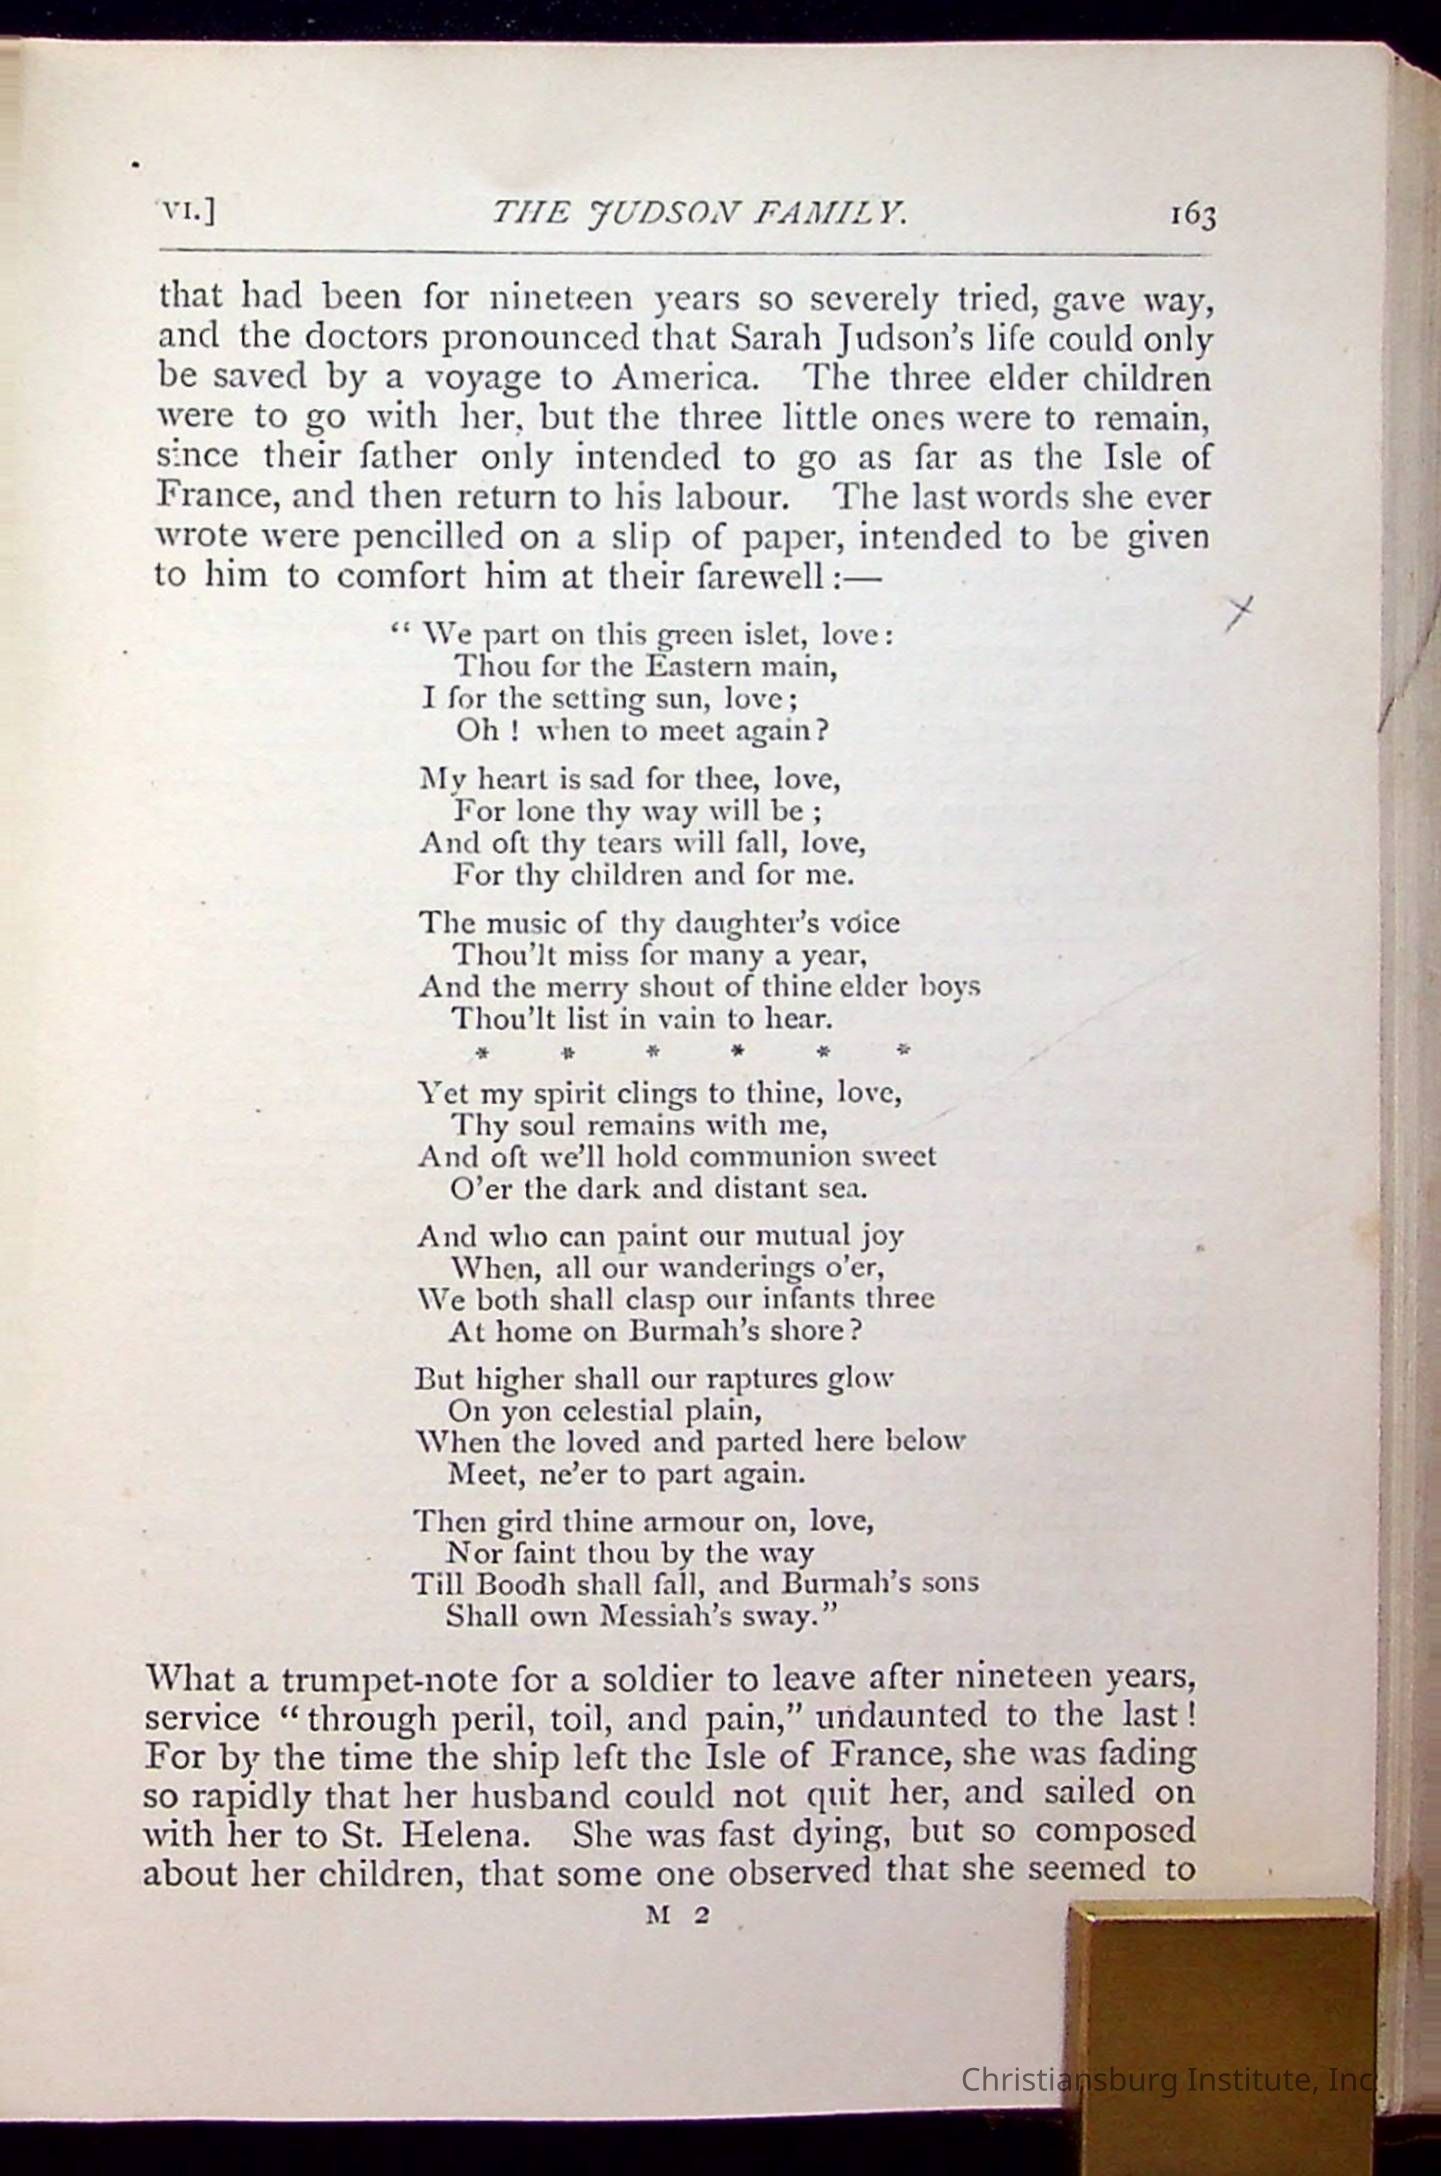 VI.] THE JUDSON FAMILY. 163
that had been for nineteen years so severely tried, gave way,
and the doctors pronounced that Sarah Judson's life could only
be saved by a voyage to America. The three elder children
were to go with her, but the three little ones were to remain,
since their father only intended to go as far as the Isle of
France, and then return to his labour. The last words she ever
wrote were pencilled on a slip of paper, intended to be given
to him to comfort him at their farewell:—
“ We part on this green islet, love:
Thou for the Eastern main,
I for the setting sun, love;
Oh ! when to meet again?
My heart is sad for thee, love,
For lone thy way will be ;
And oft thy tears will fall, love,
For thy children and for me.
The music of thy daughter's voice
Thou'lt miss for many a year,
And the merry shout of thine elder boys
Thou'lt list in vain to hear.
* * * * * *
Yet my spirit clings to thine, love,
Thy soul remains with me,
And oft we'll hold communion sweet
O'er the dark and distant sea.
And who can paint our mutual joy
When, all our wanderings o'er,
We both shall clasp our infants three
At home on Burmah's shore?
But higher shall our raptures glow
On yon celestial plain,
When the loved and parted here below
Meet, ne'er to part again.
Then gird thine armour on, love,
Nor faint thou by the way
Till Boodh shall fall, and Burmah's sons
Shall own Messiah's sway.”
What a trumpet-note for a soldier to leave after nineteen years,
service “through peril, toil, and pain,” undaunted to the last!
For by the time the ship left the Isle of France, she was fading
so rapidly that her husband could not quit her, and sailed on
with her to St. Helena. She was fast dying, but so composed
about her children, that some one observed that she seemed to
M 2
Christiansburg Institute, Inc.